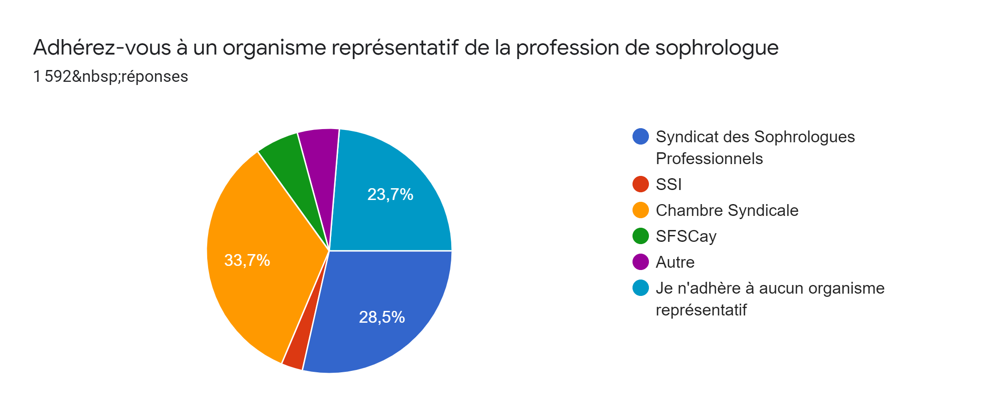 Adhérez-vous à un organisme représentatif de la profession de sophrologue
1 592&nbsp;réponses
23,7%
33,7%
28,5%
Syndicat des Sophrologues
Professionnels
SSI
Chambre Syndicale
SFSCay
Autre
Je n'adhère à aucun organisme
représentatif